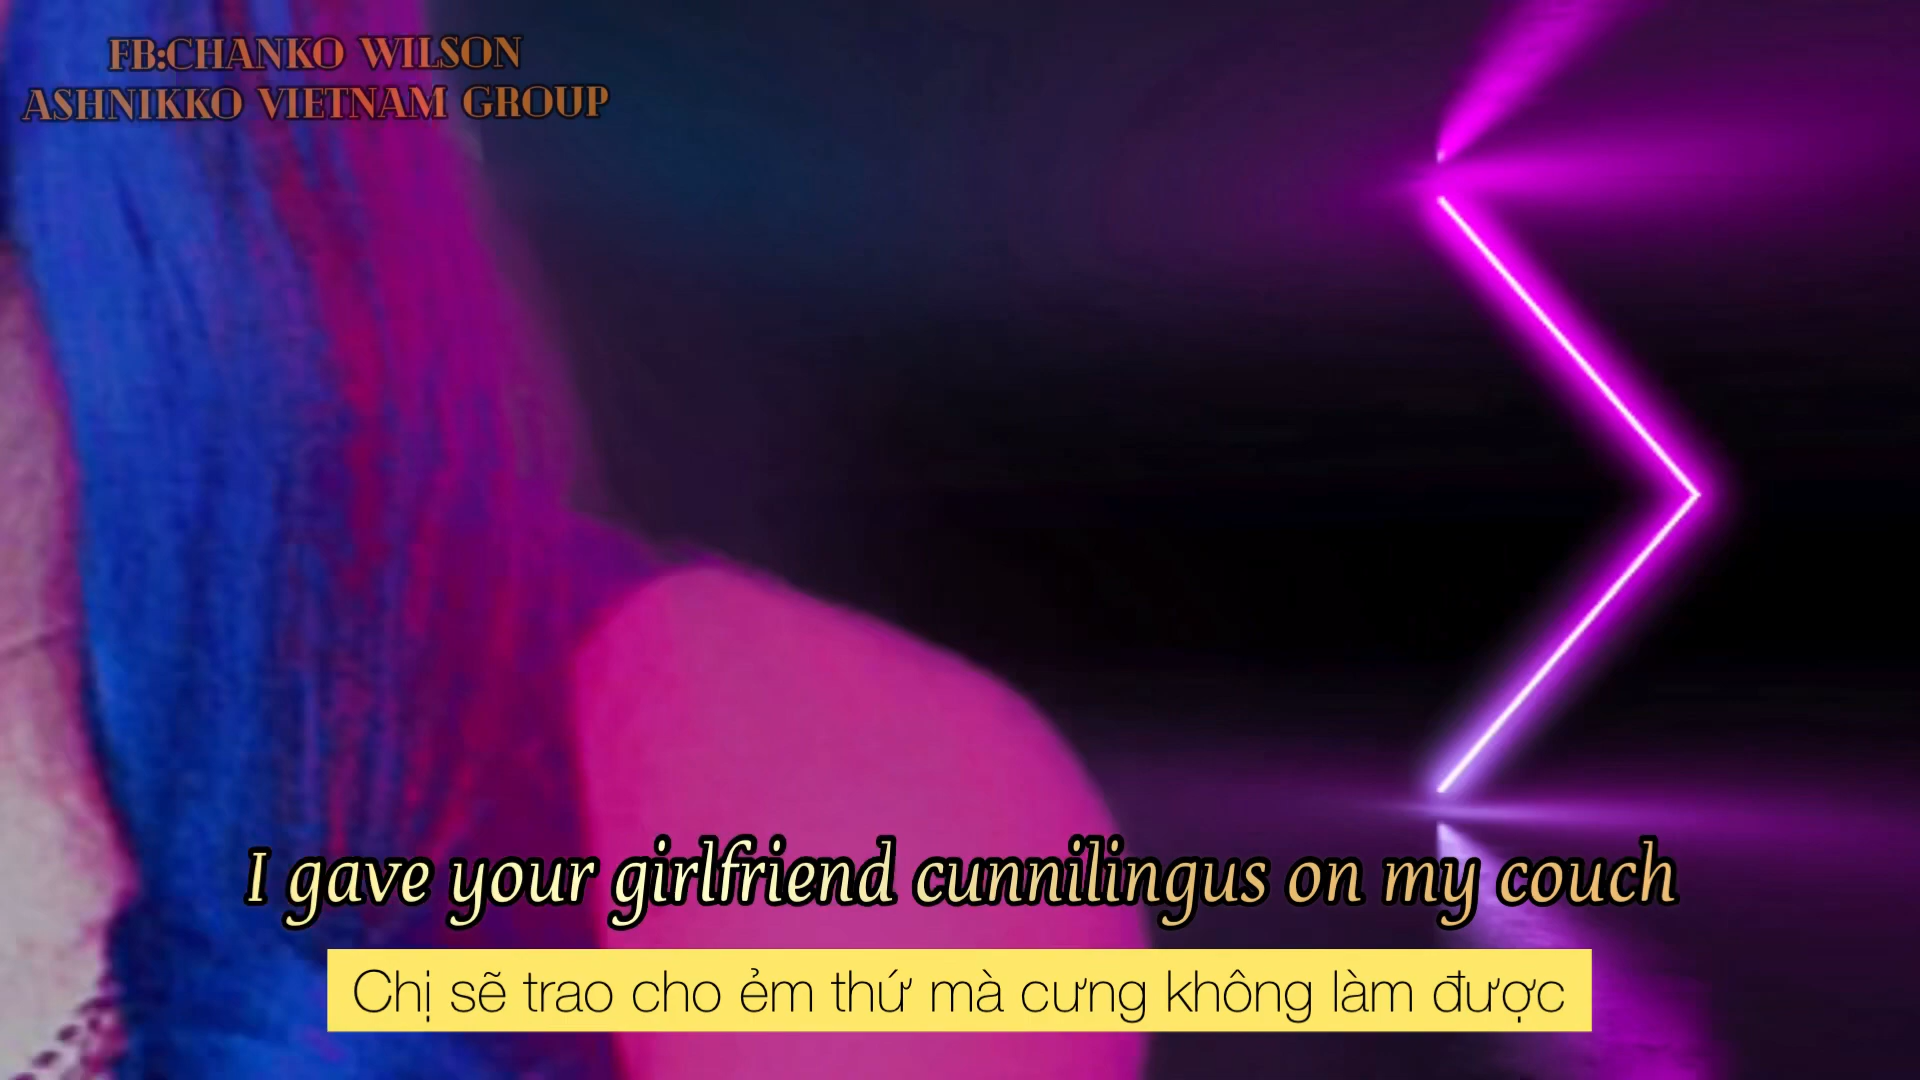 FB:CHANKO WILSON
ASHNIKKO VIETNAM GROUP
I gave your girlfriend cunnilingus on my couch
Chị sẽ trao cho ẻm thứ mà cưng không làm được